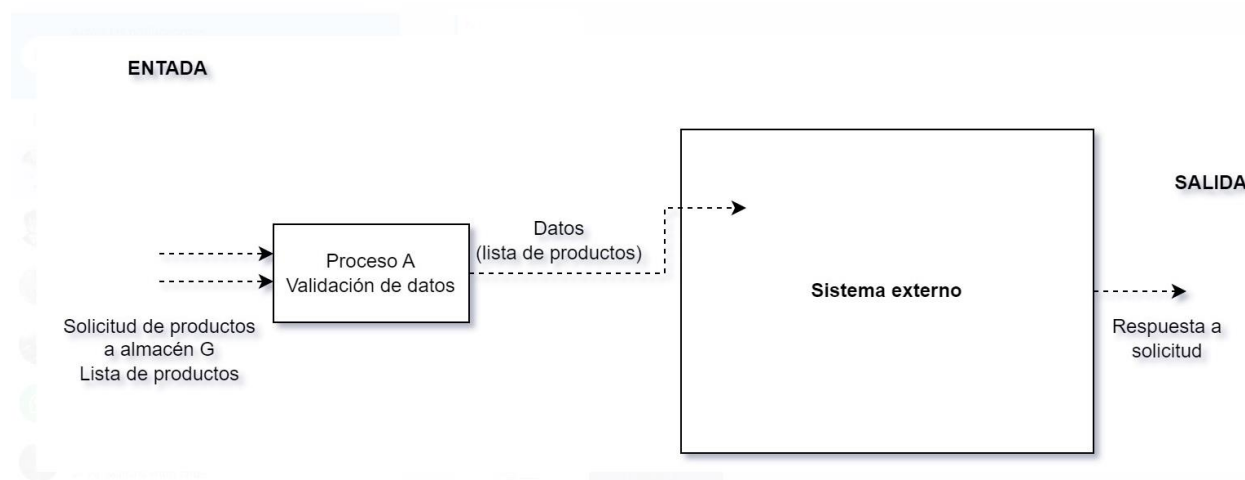 ENTADA
SALIDA
Datos
(lista de productos)
Proceso A
Validación de datos
Sistema externo
Solicitud de productos
a almacén G
Lista de productos
Respuesta a
solicitud